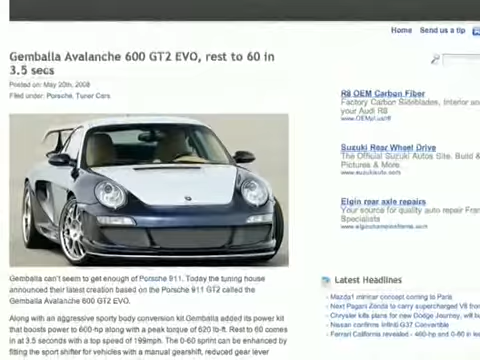 Home Send us a tip
Gemballa Avalanche 600 GT2 EVO, rest to 60 in
3.5 secs
Posted on: May 20th, 2008
Filed under: Porsche, Tuner Cars
R8 OEM Carbon Fiber
Factory Carbon Sideblades, Interior and
your Audi R8
Suzuki Rear Wheel Drive
The Official Suzuki Autos Site. Build &
Elgin rear axle repairs
Your source for quality auto repair
Specialists
Latest Headlines
Gemballa can't seem to get enough of Porsche 911. Today the tuning house
announced their latest creation based on the Porsche 911 GT2 called the
Gemballa Avalanche 600 GT2 EVO.
- Mazda1 minicar concept coming to Paris
- Next Pagani Zonda to carry supercharged V8
- Chrysler kills plans for new Dodge Journey, will
- Nissan confirms Infiniti G37 Convertible
- Ferrari California revealed - 460-hp and 0-60 in
Along with an aggressive sporty body conversion kit Gemballa added its power kit
that boosts power to 600-hp along with a peak torque of 620 lb-ft. Rest to 60 comes
in at 3.5 seconds with a top speed of 199mph. The 0-60 sprint can be enhanced by
fitting the sport shifter for vehicles with a manual gearshift, reduced gear lever